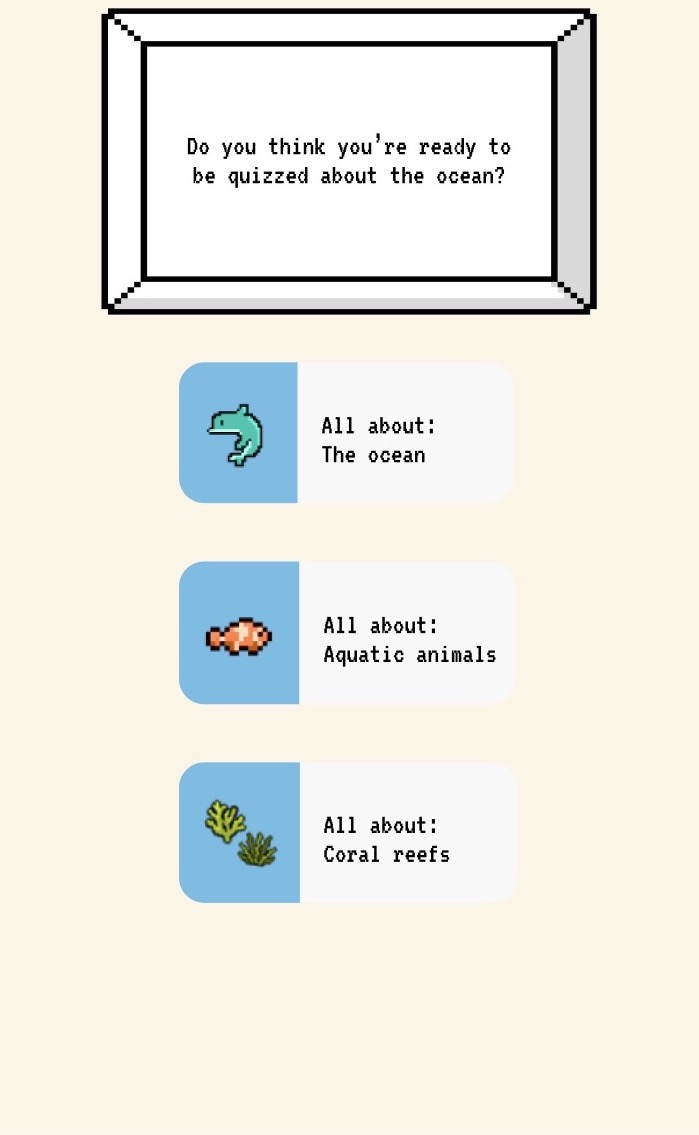 Do you think you’re ready to
be quizzed about the ocean?
All about:
The ocean
All about:
Aquatic animals
All about:
Coral reefs